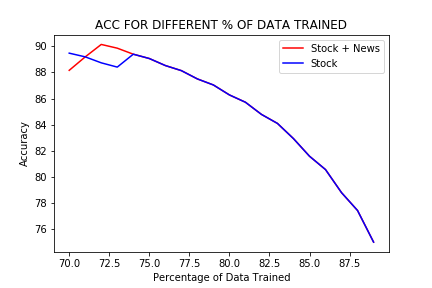 ACC FOR DIFFERENT % OF DATA TRAINED
Stock + News
Stock
90
88
86
84
82
80
78
76
Accuracy
70.0 72.5 75.0 77.5 80.0 82.5 85.0 87.5
Percentage of Data Trained